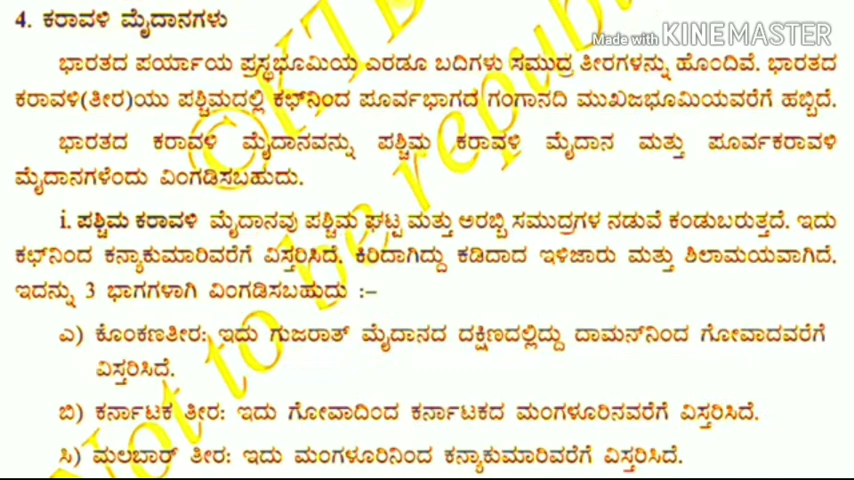 4. ಕರಾವಳಿ ಮೈದಾನಗಳು
Made with KINEMASTER
ಭಾರತದ ಪರ್ಯಾಯ ಪ್ರಸ್ಥಭೂಮಿಯ ಎರಡೂ ಬದಿಗಳು ಸಮುದ್ರ ತೀರಗಳನ್ನು ಹೊಂದಿವೆ. ಭಾರತದ
ಕರಾವಳಿ(ತೀರ)ಯು ಪಶ್ಚಿಮದಲ್ಲಿ ಕಛ್‌ನಿಂದ ಪೂರ್ವಭಾಗದ ಗಂಗಾನದಿ ಮುಖಜಭೂಮಿಯವರೆಗೆ ಹಬ್ಬಿದೆ.
ಭಾರತದ ಕರಾವಳಿ ಮೈದಾನವನ್ನು ಪಶ್ಚಿಮ ಕರಾವಳಿ ಮೈದಾನ ಮತ್ತು ಪೂರ್ವಕರಾವಳಿ
ಮೈದಾನಗಳೆಂದು ವಿಂಗಡಿಸಬಹುದು.
i. ಪಶ್ಚಿಮ ಕರಾವಳಿ ಮೈದಾನವು ಪಶ್ಚಿಮ ಘಟ್ಟ ಮತ್ತು ಅರಬ್ಬಿ ಸಮುದ್ರಗಳ ನಡುವೆ ಕಂಡುಬರುತ್ತದೆ. ಇದು
ಕಛ್‌ನಿಂದ ಕನ್ಯಾಕುಮಾರಿವರೆಗೆ ವಿಸ್ತರಿಸಿದೆ. ಕಿರಿದಾಗಿದ್ದು ಕಡಿದಾದ ಇಳಿಜಾರು ಮತ್ತು ಶಿಲಾಮಯವಾಗಿದೆ.
ಇದನ್ನು 3 ಭಾಗಗಳಾಗಿ ವಿಂಗಡಿಸಬಹುದು :–
ಎ) ಕೊಂಕಣತೀರ: ಇದು ಗುಜರಾತ್ ಮೈದಾನದ ದಕ್ಷಿಣದಲ್ಲಿದ್ದು ದಾಮನ್‌ನಿಂದ ಗೋವಾದವರೆಗೆ
ವಿಸ್ತರಿಸಿದೆ.
ಬಿ) ಕರ್ನಾಟಕ ತೀರ: ಇದು ಗೋವಾದಿಂದ ಕರ್ನಾಟಕದ ಮಂಗಳೂರಿನವರೆಗೆ ವಿಸ್ತರಿಸಿದೆ.
ಸಿ) ಮಲಬಾರ್ ತೀರ: ಇದು ಮಂಗಳೂರಿನಿಂದ ಕನ್ಯಾಕುಮಾರಿವರೆಗೆ ವಿಸ್ತರಿಸಿದೆ.
Not to be republ